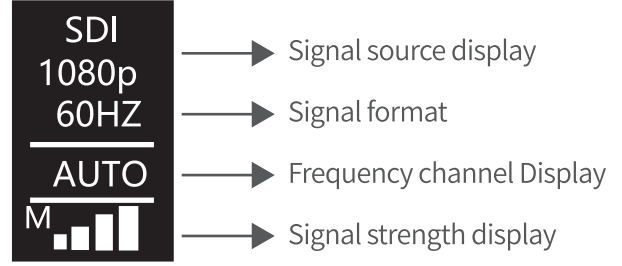 SDI
1080p
60HZ
AUTO
M
Signal source display
Signal format
Frequency channel Display
Signal strength display